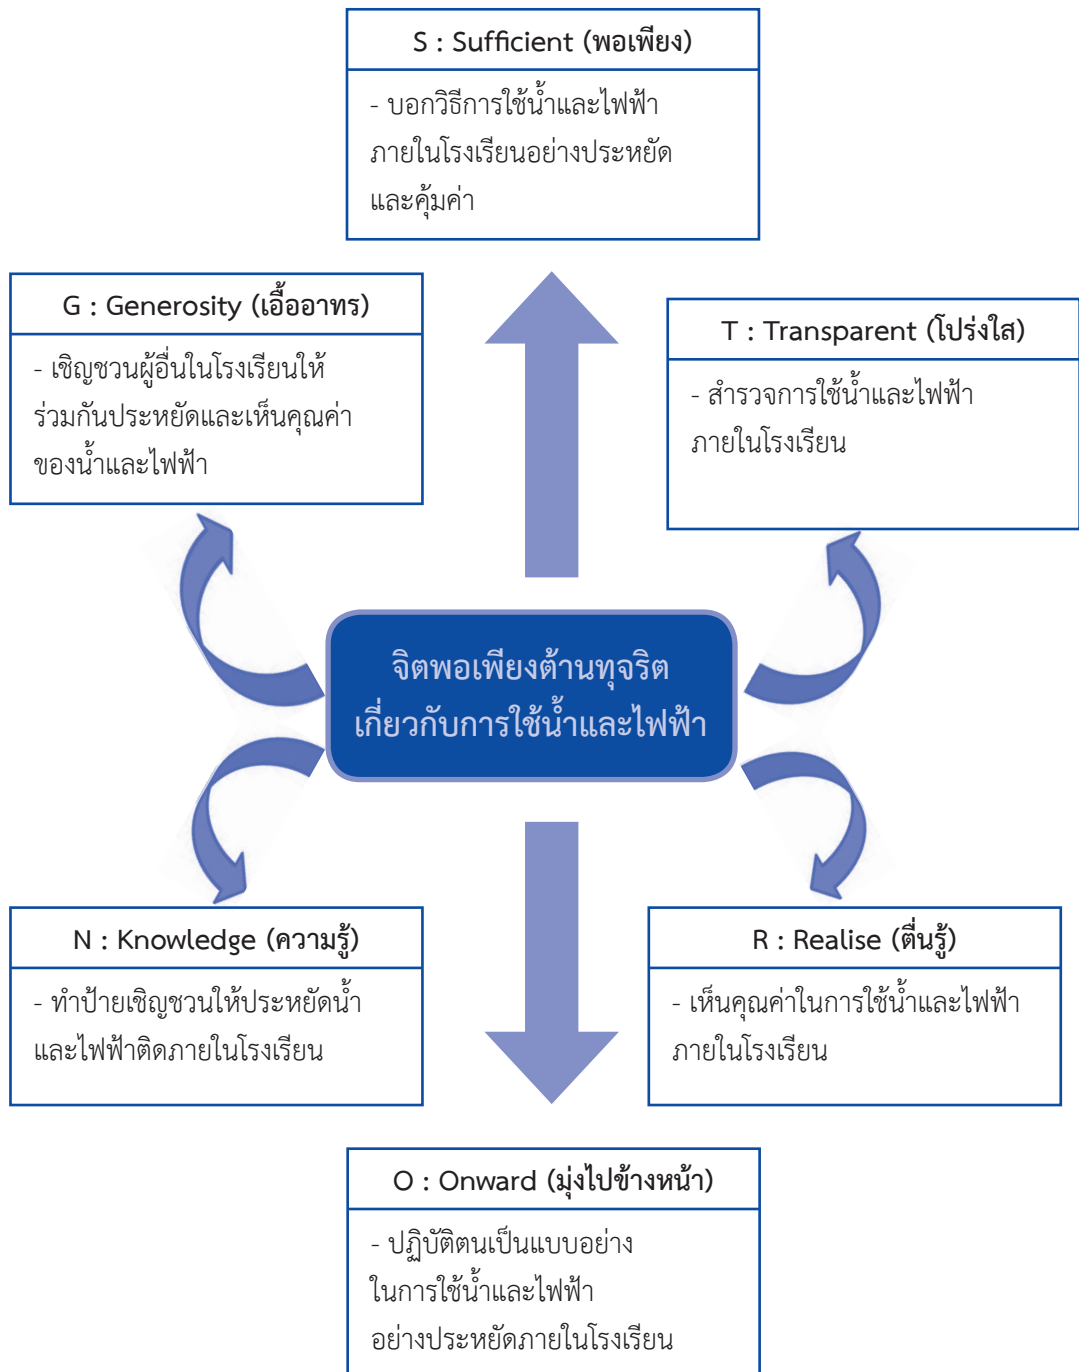 S : Sufficient (พอเพียง)
- บอกวิธีการใช้น้ำและไฟฟ้า
ภายในโรงเรียนอย่างประหยัด
และคุ้มค่า
G : Generosity (เอื้ออาทร)
- เชิญชวนผู้อื่นในโรงเรียนให้
ร่วมกันประหยัดและเห็นคุณค่า
ของน้ำและไฟฟ้า
T : Transparent (โปร่งใส)
- สำรวจการใช้น้ำและไฟฟ้า
ภายในโรงเรียน
จิตพอเพียงต้านทุจริต
เกี่ยวกับการใช้น้ำและไฟฟ้า
N : Knowledge (ความรู้)
- ทำป้ายเชิญชวนให้ประหยัดน้ำ
และไฟฟ้าติดภายในโรงเรียน
R : Realise (ตื่นรู้)
- เห็นคุณค่าในการใช้น้ำและไฟฟ้า
ภายในโรงเรียน
O : Onward (มุ่งไปข้างหน้า)
- ปฏิบัติตนเป็นแบบอย่าง
ในการใช้น้ำและไฟฟ้า
อย่างประหยัดภายในโรงเรียน